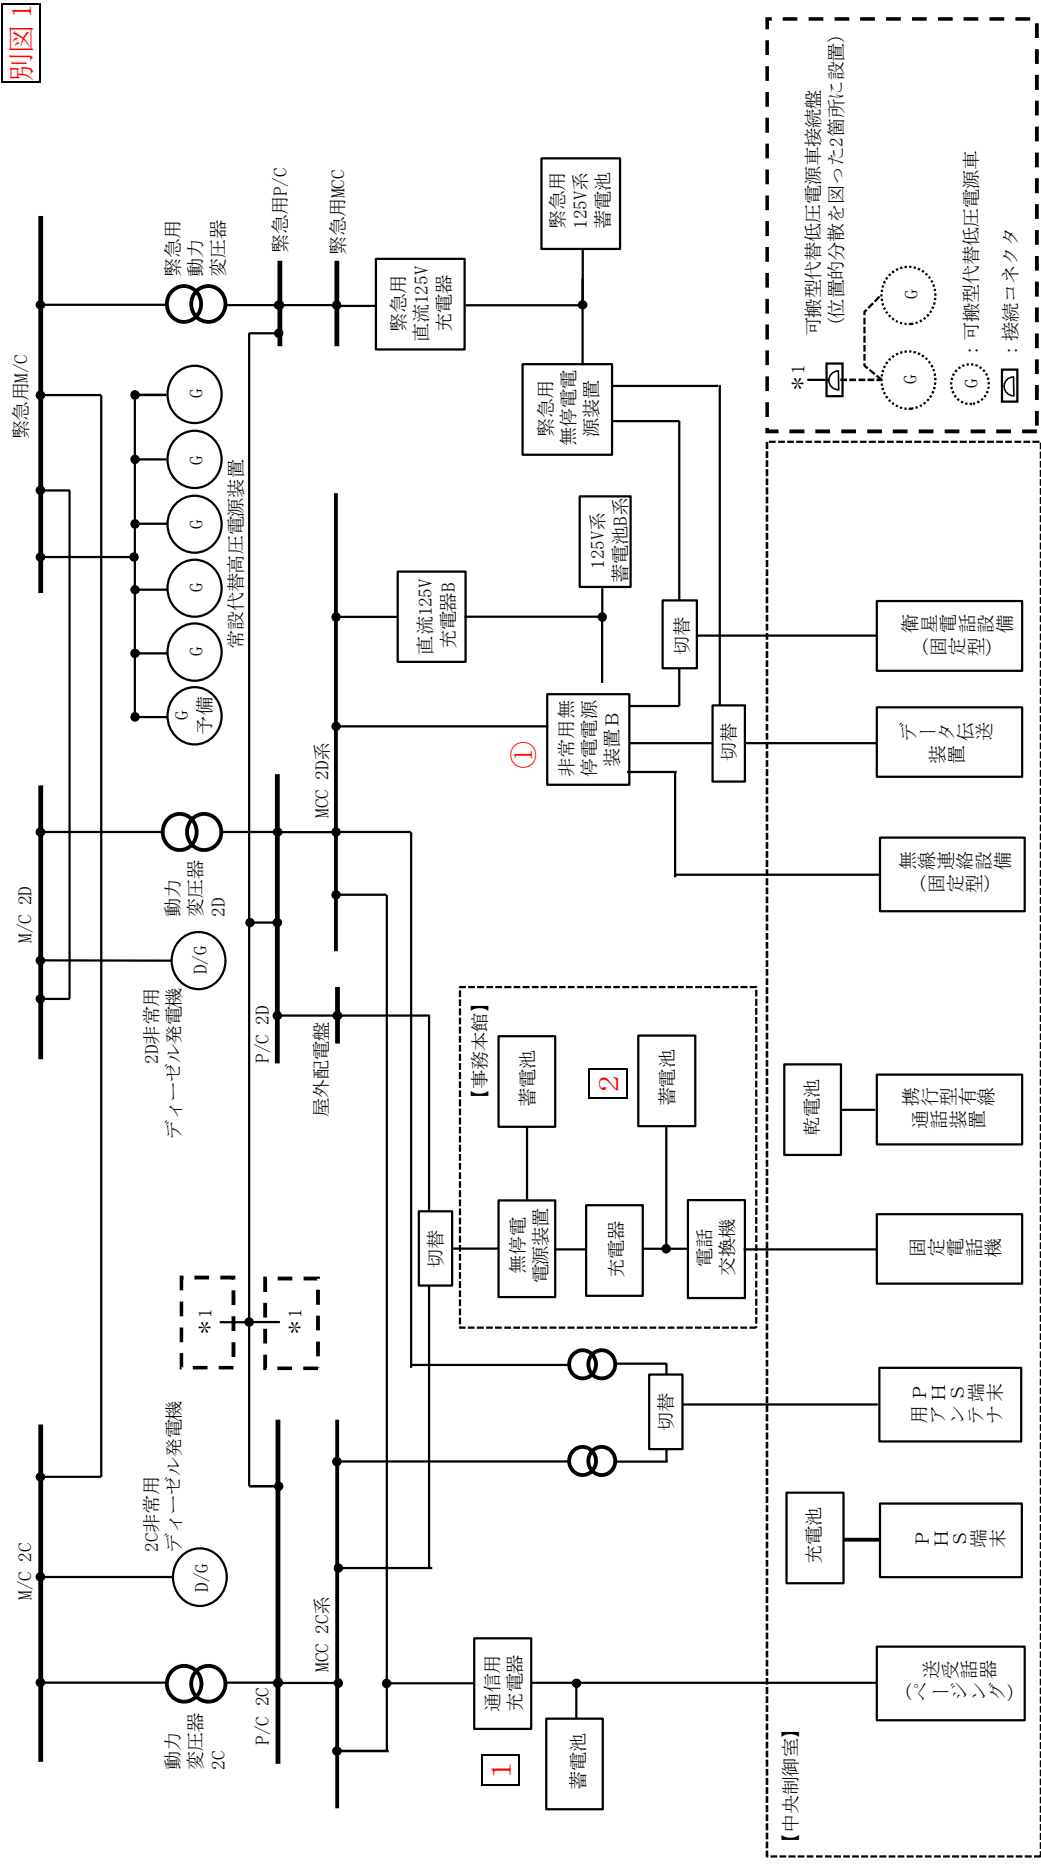 別図1
M/C 2C
M/C 2D
緊急用M/C
D/G
2C非常用
ディーゼル発電機
動力
変圧器
2C
P/C 2C
MCC 2C系
*1
*1
D/G
2D非常用
ディーゼル発電機
動力
変圧器
2D
P/C 2D
屋外配電盤
MCC 2D系
G
予備
G
G
G
G
G
常設代替高圧電源装置
緊急用
動力
変圧器
緊急用P/C
緊急用MCC
緊急用
直流125V
充電器
緊急用
125V系
蓄電池
緊急用
無停電電
源装置
直流125V
充電器B
125V系
蓄電池B系
①
非常用無
停電電源
装置B
切替
切替
切替
【事務本館】
無停電
電源装置
蓄電池
充電器
2
蓄電池
電話
交換機
切替
1
通信用
充電器
蓄電池
【中央制御室】
送受話器
(ページング)
充電池
PHS端末
PHS端末
用アンテナ
固定電話機
乾電池
携行型有線
通話装置
無線連絡設備
(固定型)
データ伝送
装置
衛星電話設備
(固定型)
*1
可搬型代替低圧電源車接続盤
(位置的分散を図った2箇所に設置)
G
G
G
:可搬型代替低圧電源車
:接続コネクタ